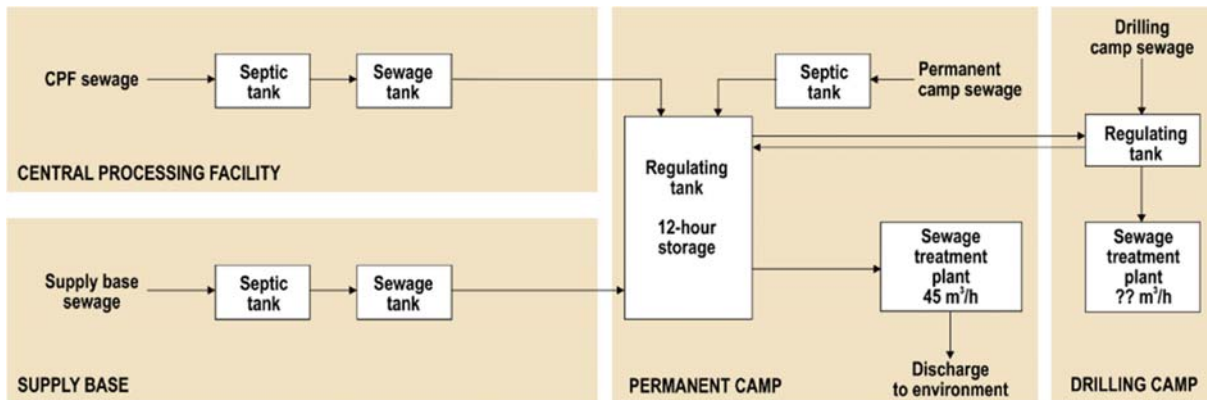 CPF sewage
Septic
tank
Sewage
tank
CENTRAL PROCESSING FACILITY
Supply base
sewage
Septic
tank
Sewage
tank
SUPPLY BASE
Septic
tank
Permanent
camp sewage
Regulating
tank
12-hour
storage
Sewage
treatment
plant
45 m³/h
Discharge
to environment
PERMANENT CAMP
Drilling
camp sewage
Regulating
tank
Sewage
treatment
plant
?? m³/h
DRILLING CAMP